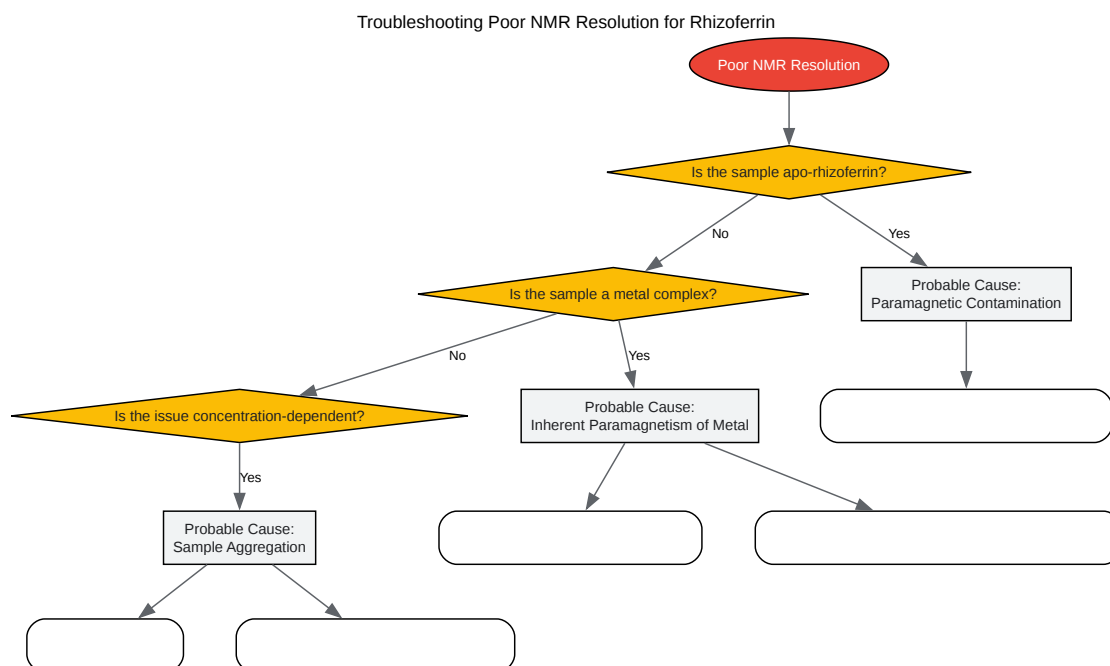 Troubleshooting Poor NMR Resolution for Rhizoferrin
Poor NMR Resolution
Is the sample apo-rhizoferrin?
No
Yes
Is the sample a metal complex?
Probable Cause:
Paramagnetic Contamination
No
Yes
Is the issue concentration-dependent?
Probable Cause:
Inherent Paramagnetism of Metal
Yes
Probable Cause:
Sample Aggregation